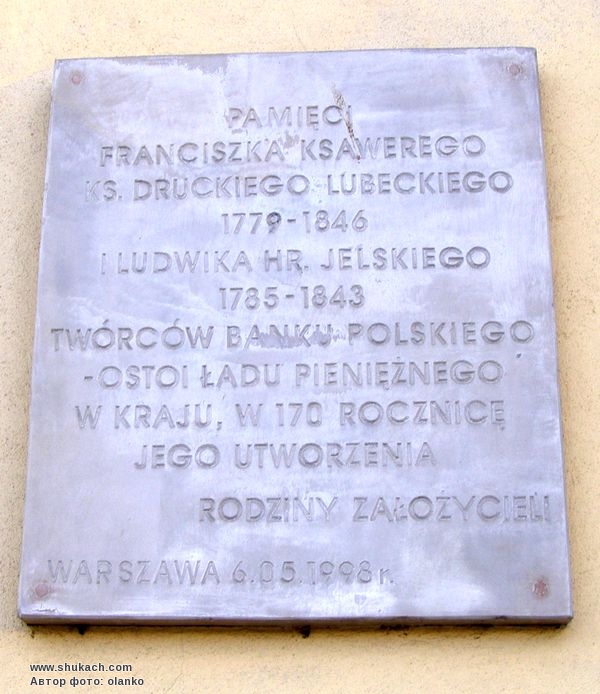 PAMIĘCI
FRANCISZKA KSAWEREGO
KS. DRUCKIEGO-LUBECKIEGO
1779-1846
I LUDWIKA HR. JELSKIEGO
1785-1843
TWÓRCÓW BANKU POLSKIEGO
-OSTOI ŁADU PIENIĘŻNEGO
W KRAJU, W 170 ROCZNICĘ
JEGO UTWORZENIA
RODZINY ZAŁOŻYCIELI
WARSZAWA 6.05.1998 r.
www.shukach.com
Автор фото: olanko